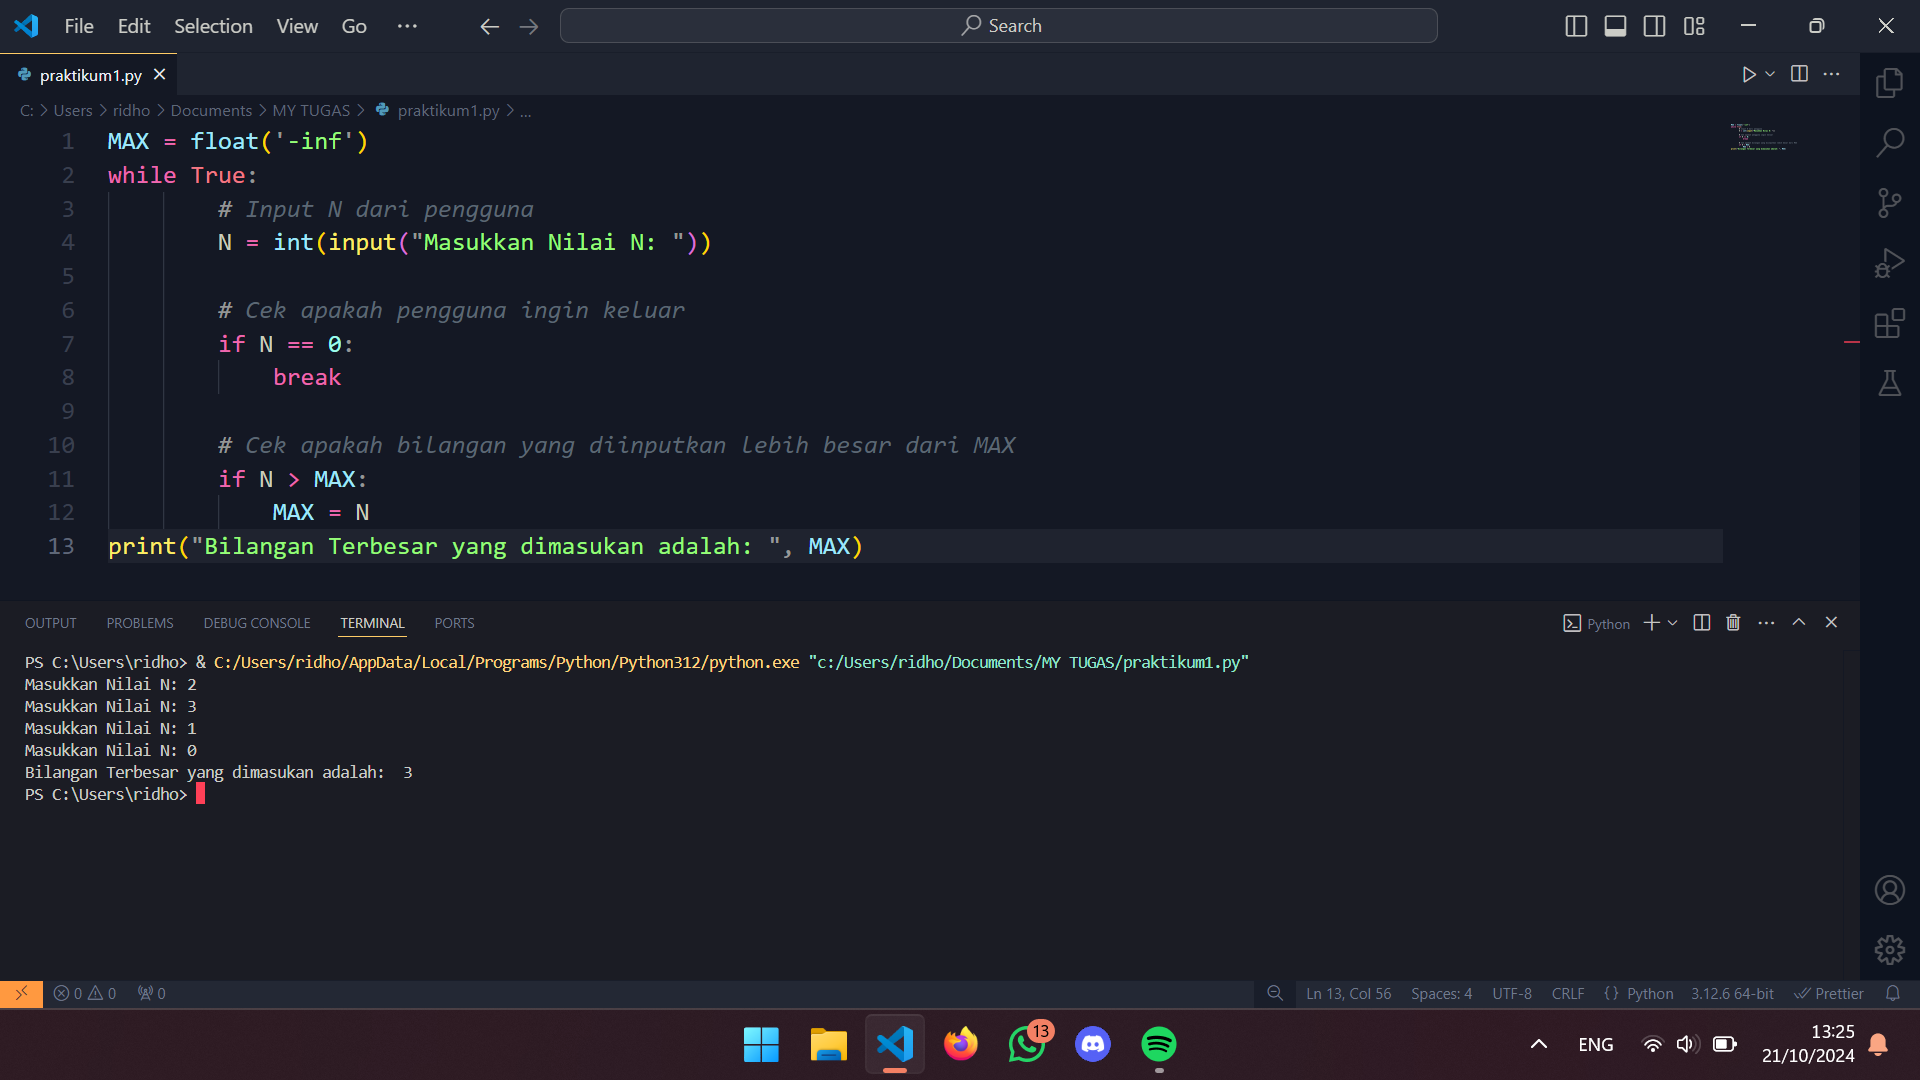 File Edit Selection View Go ··· Search
praktikum1.py
C: > Users > ridho > Documents > MY TUGAS > praktikum1.py > ...
1 MAX = float('-inf')
2 while True:
3 # Input N dari pengguna
4 N = int(input("Masukkan Nilai N: "))
5
6 # Cek apakah pengguna ingin keluar
7 if N == 0:
8 break
9
10 # Cek apakah bilangan yang diinputkan lebih besar dari MAX
11 if N > MAX:
12 MAX = N
13 print("Bilangan Terbesar yang dimasukan adalah: ", MAX)
OUTPUT PROBLEMS DEBUG CONSOLE TERMINAL PORTS Python
PS C:\Users\ridho> & C:/Users/ridho/AppData/Local/Programs/Python/Python312/python.exe "c:/Users/ridho/Documents/MY TUGAS/praktikum1.py"
Masukkan Nilai N: 2
Masukkan Nilai N: 3
Masukkan Nilai N: 1
Masukkan Nilai N: 0
Bilangan Terbesar yang dimasukan adalah:  3
PS C:\Users\ridho>
0 0 0 Ln 13, Col 56 Spaces: 4 UTF-8 CRLF {} Python 3.12.6 64-bit Prettier
13 ENG 13:25
21/10/2024